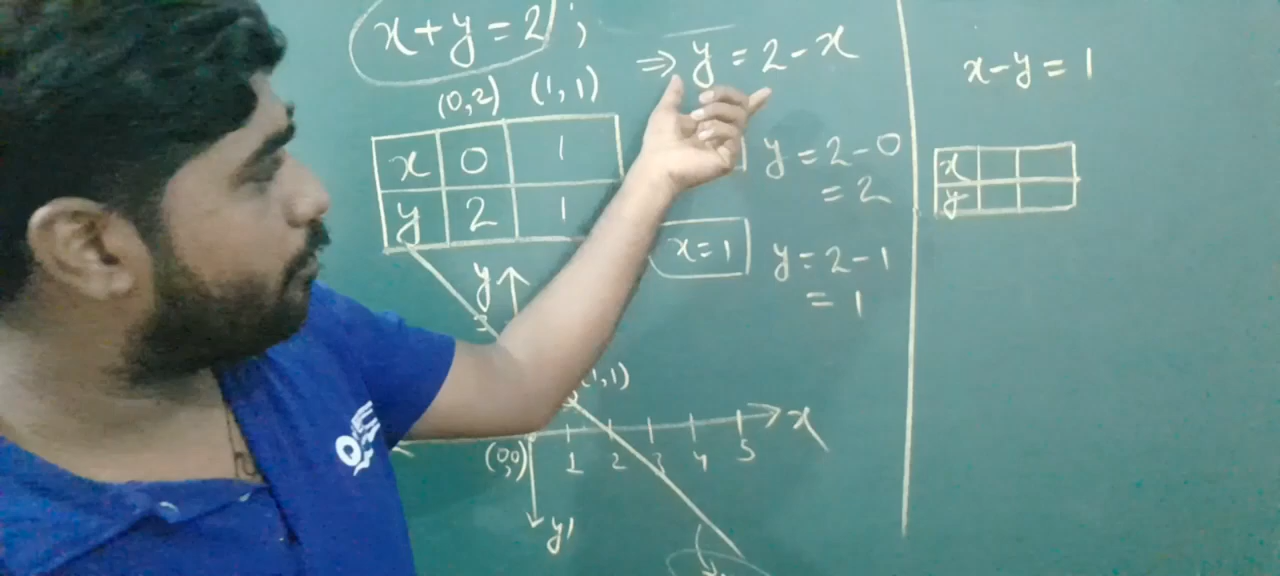 x+y=2;
⇒ y = 2-x
(0,2) (1,1)
x 0 1
y 2 1
y = 2-0
= 2
x=1
y = 2-1
= 1
y
(1,1)
x
(0,0)
1 2 3 4 5
y'
x-y=1
x
y